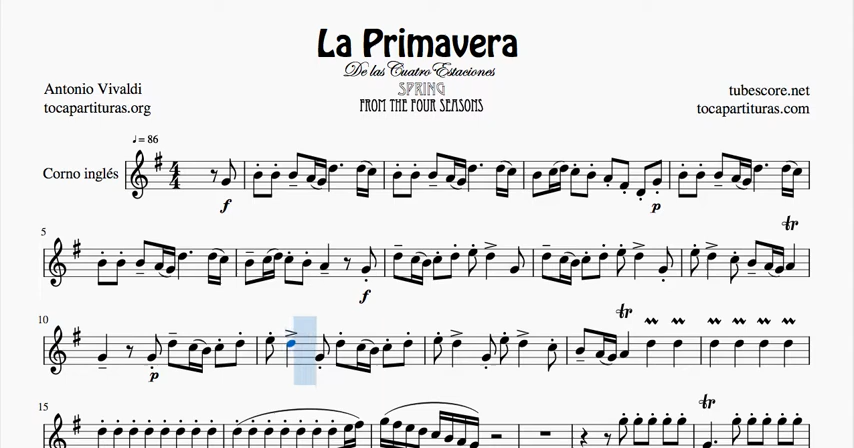 La Primavera
De las Cuatro Estaciones
SPRING
FROM THE FOUR SEASONS
Antonio Vivaldi
tocapartituras.org
tubescore.net
tocapartituras.com
♩ = 86
Corno inglés
f
p
5
tr
f
10
tr
p
15
tr